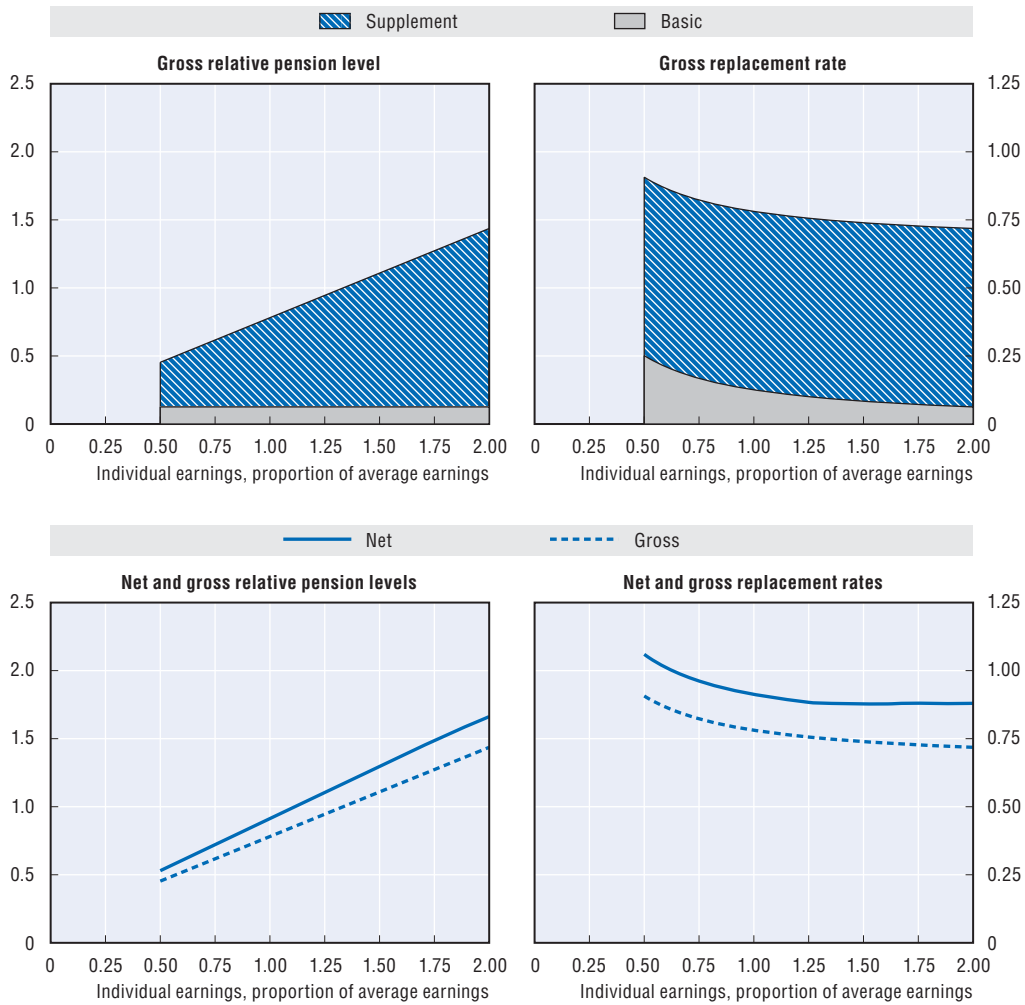 Supplement Basic
Gross relative pension level Gross replacement rate
2.5 1.25
2.0 1.00
1.5 0.75
1.0 0.50
0.5 0.25
0 0
0 0.25 0.50 0.75 1.00 1.25 1.50 1.75 2.00 0 0.25 0.50 0.75 1.00 1.25 1.50 1.75 2.00
Individual earnings, proportion of average earnings Individual earnings, proportion of average earnings
Net Gross
Net and gross relative pension levels Net and gross replacement rates
2.5 1.25
2.0 1.00
1.5 0.75
1.0 0.50
0.5 0.25
0 0
0 0.25 0.50 0.75 1.00 1.25 1.50 1.75 2.00 0 0.25 0.50 0.75 1.00 1.25 1.50 1.75 2.00
Individual earnings, proportion of average earnings Individual earnings, proportion of average earnings